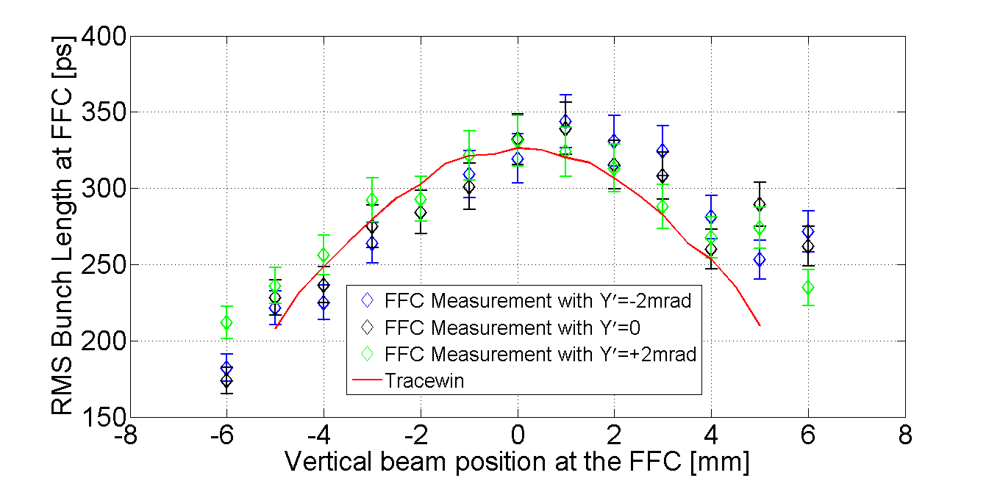 400
350
300
250
200
150
RMS Bunch Length at FFC [ps]
FFC Measurement with Y′=-2mrad
FFC Measurement with Y′=0
FFC Measurement with Y′=+2mrad
Tracewin
-8 -6 -4 -2 0 2 4 6 8
Vertical beam position at the FFC [mm]